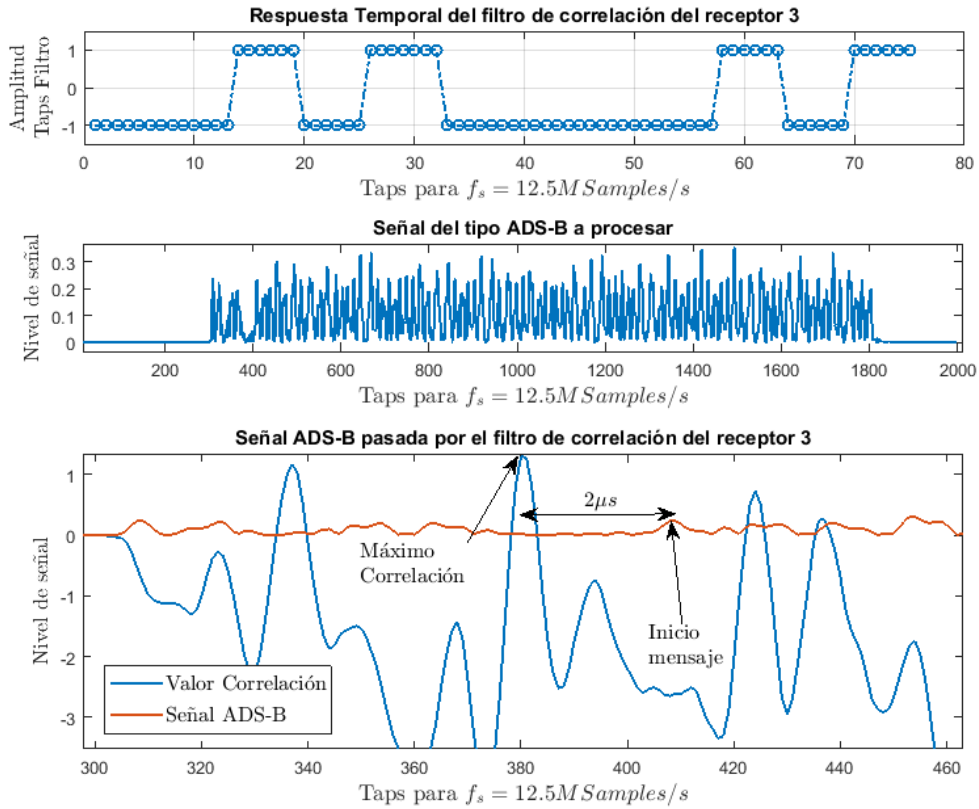 Respuesta Temporal del filtro de correlación del receptor 3
Amplitud
Taps Filtro
1
0
-1
0 10 20 30 40 50 60 70 80
Taps para f_s = 12.5MSamples/s
Señal del tipo ADS-B a procesar
Nivel de señal
0.3
0.2
0.1
0
200 400 600 800 1000 1200 1400 1600 1800 2000
Taps para f_s = 12.5MSamples/s
Señal ADS-B pasada por el filtro de correlación del receptor 3
Nivel de señal
1
0
-1
-2
-3
2μs
Máximo
Correlación
Inicio
mensaje
Valor Correlación
Señal ADS-B
300 320 340 360 380 400 420 440 460
Taps para f_s = 12.5MSamples/s